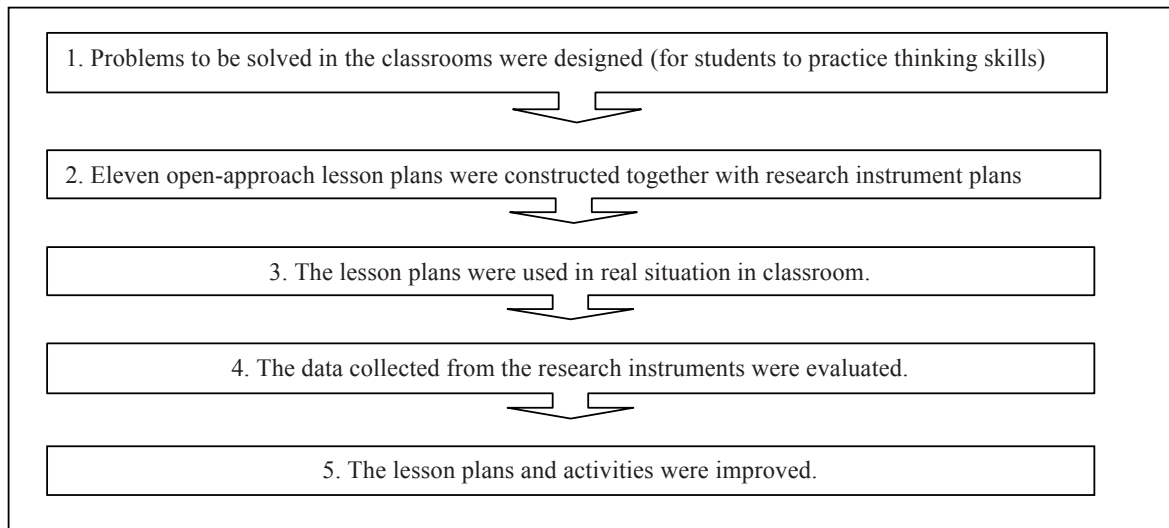 1. Problems to be solved in the classrooms were designed (for students to practice thinking skills)
2. Eleven open-approach lesson plans were constructed together with research instrument plans
3. The lesson plans were used in real situation in classroom.
4. The data collected from the research instruments were evaluated.
5. The lesson plans and activities were improved.